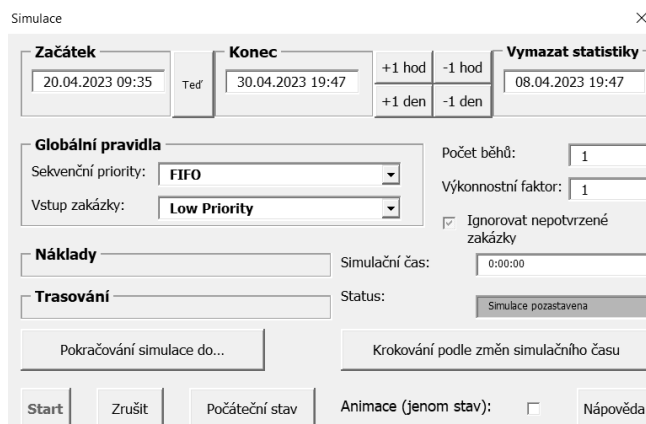 Simulace
Začátek
20.04.2023 09:35
Teď
Konec
30.04.2023 19:47
+1 hod
-1 hod
+1 den
-1 den
Vymazat statistiky
08.04.2023 19:47
Globální pravidla
Sekvenční priority:
FIFO
Vstup zakázky:
Low Priority
Počet běhů:
1
Výkonnostní faktor:
1
Ignorovat nepotvrzené
zakázky
Náklady
Simulační čas:
0:00:00
Trasování
Status:
Simulace pozastavena
Pokračování simulace do...
Krokování podle změn simulačního času
Start
Zrušit
Počáteční stav
Animace (jenom stav):
Nápověda